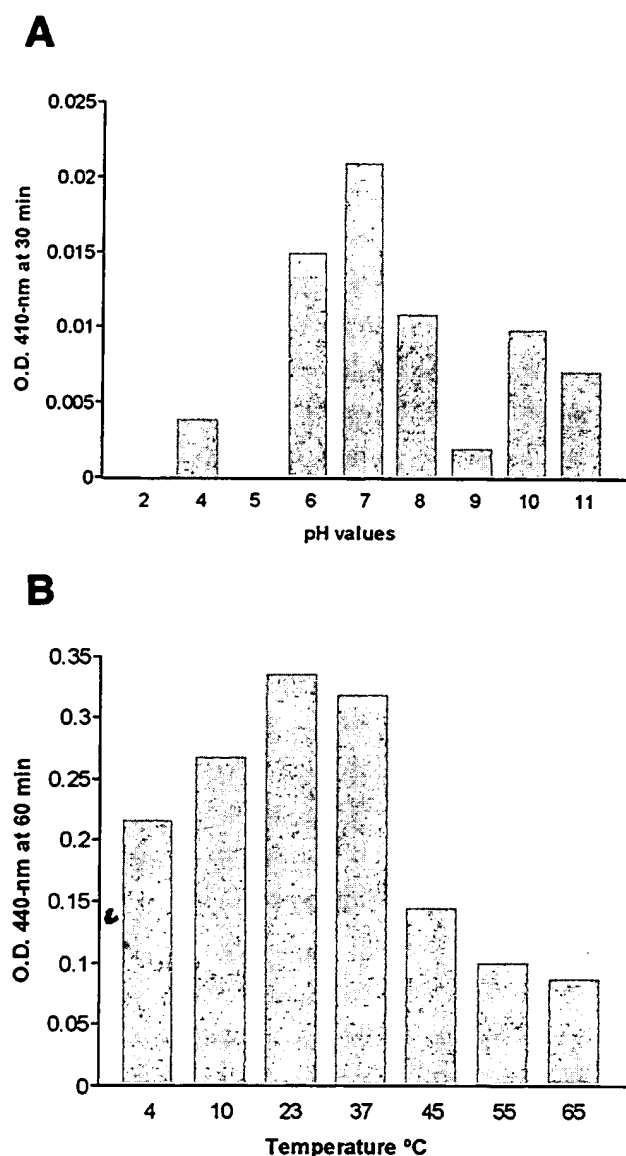 A
O.D. 410-nm at 30 min
0.025
0.02
0.015
0.01
0.005
0
2 4 5 6 7 8 9 10 11
pH values
B
O.D. 440-nm at 60 min
0.35
0.3
0.25
0.2
0.15
0.1
0.05
0
4 10 23 37 45 55 65
Temperature ºC